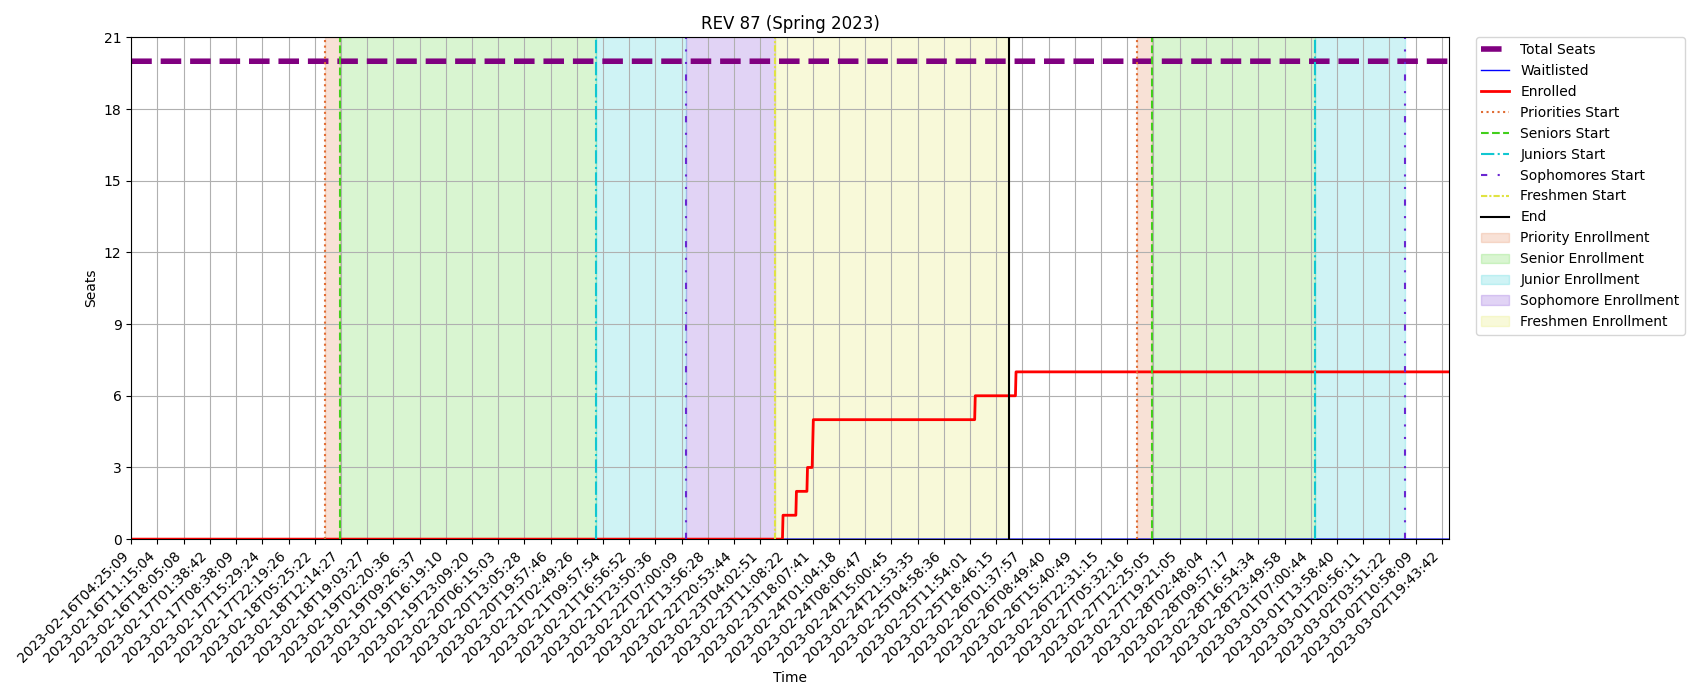 REV 87 (Spring 2023)
21
18
15
12
9
6
3
0
Seats
Total Seats
Waitlisted
Enrolled
Priorities Start
Seniors Start
Juniors Start
Sophomores Start
Freshmen Start
End
Priority Enrollment
Senior Enrollment
Junior Enrollment
Sophomore Enrollment
Freshmen Enrollment
2023-02-16T04:25:09
2023-02-16T11:15:04
2023-02-16T18:05:08
2023-02-17T01:38:42
2023-02-17T08:38:09
2023-02-17T15:29:24
2023-02-17T22:19:26
2023-02-18T05:25:22
2023-02-18T12:14:27
2023-02-18T19:03:27
2023-02-19T02:20:36
2023-02-19T09:26:37
2023-02-19T16:19:10
2023-02-19T23:09:20
2023-02-20T06:15:03
2023-02-20T13:05:28
2023-02-20T19:57:46
2023-02-21T02:49:26
2023-02-21T09:57:54
2023-02-21T16:56:52
2023-02-21T23:50:36
2023-02-22T07:00:09
2023-02-22T13:56:28
2023-02-22T20:53:44
2023-02-23T04:02:51
2023-02-23T11:08:22
2023-02-23T18:07:41
2023-02-24T01:04:18
2023-02-24T08:06:47
2023-02-24T15:00:45
2023-02-24T21:53:35
2023-02-25T04:58:36
2023-02-25T11:54:01
2023-02-25T18:46:15
2023-02-26T01:37:57
2023-02-26T08:49:40
2023-02-26T15:40:49
2023-02-26T22:31:15
2023-02-27T05:32:16
2023-02-27T12:25:05
2023-02-27T19:21:05
2023-02-28T02:48:04
2023-02-28T09:57:17
2023-02-28T16:54:34
2023-02-28T23:49:58
2023-03-01T07:00:44
2023-03-01T13:58:40
2023-03-01T20:56:11
2023-03-02T03:51:22
2023-03-02T10:58:09
2023-03-02T19:43:42
Time